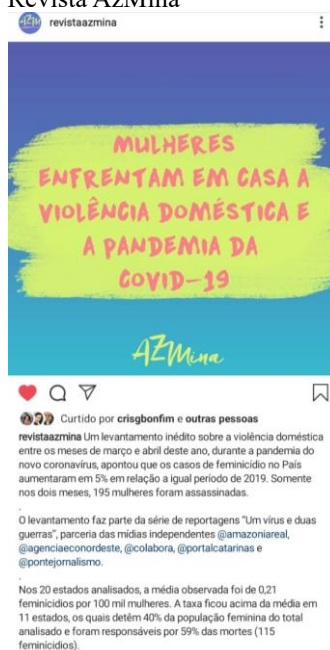 Revista AzMina
AZM
revistaazmina
MULHERES
ENFRENTAM EM CASA A
VIOLÊNCIA DOMÉSTICA E
A PANDEMIA DA
COVID-19
AZMina
Curtido por crisgbonfim e outras pessoas
revistaazmina Um levantamento inédito sobre a violência doméstica
entre os meses de março e abril deste ano, durante a pandemia do
novo coronavírus, apontou que os casos de feminicídio no País
aumentaram em 5% em relação a igual período de 2019. Somente
nos dois meses, 195 mulheres foram assassinadas.
.
O levantamento faz parte da série de reportagens "Um vírus e duas
guerras", parceria das mídias independentes @amazoniareal,
@agenciaeconordeste, @colabora, @portalcatarinas e
@pontejornalismo.
.
Nos 20 estados analisados, a média observada foi de 0,21
feminicídios por 100 mil mulheres. A taxa ficou acima da média em
11 estados, os quais detêm 40% da população feminina do total
analisado e foram responsáveis por 59% das mortes (115
feminicídios).